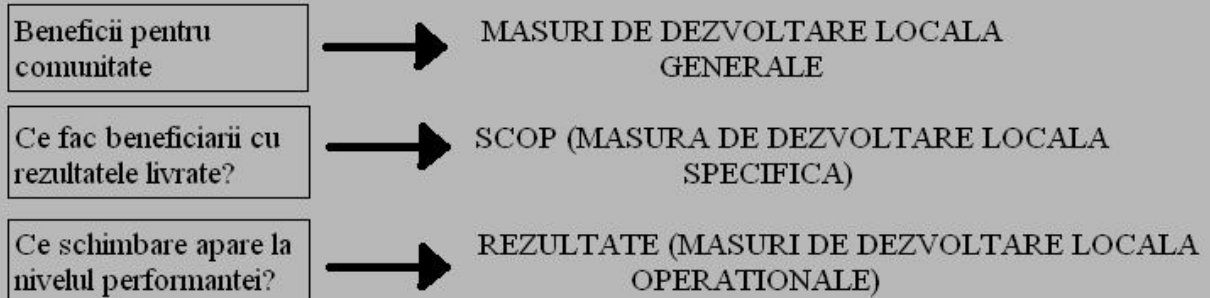 Beneficii pentru
comunitate
MASURI DE DEZVOLTARE LOCALA
GENERALE
Ce fac beneficiarii cu
rezultatele livrate?
SCOP (MASURA DE DEZVOLTARE LOCALA
SPECIFICA)
Ce schimbare apare la
nivelul performantei?
REZULTATE (MASURI DE DEZVOLTARE LOCALA
OPERATIONALE)